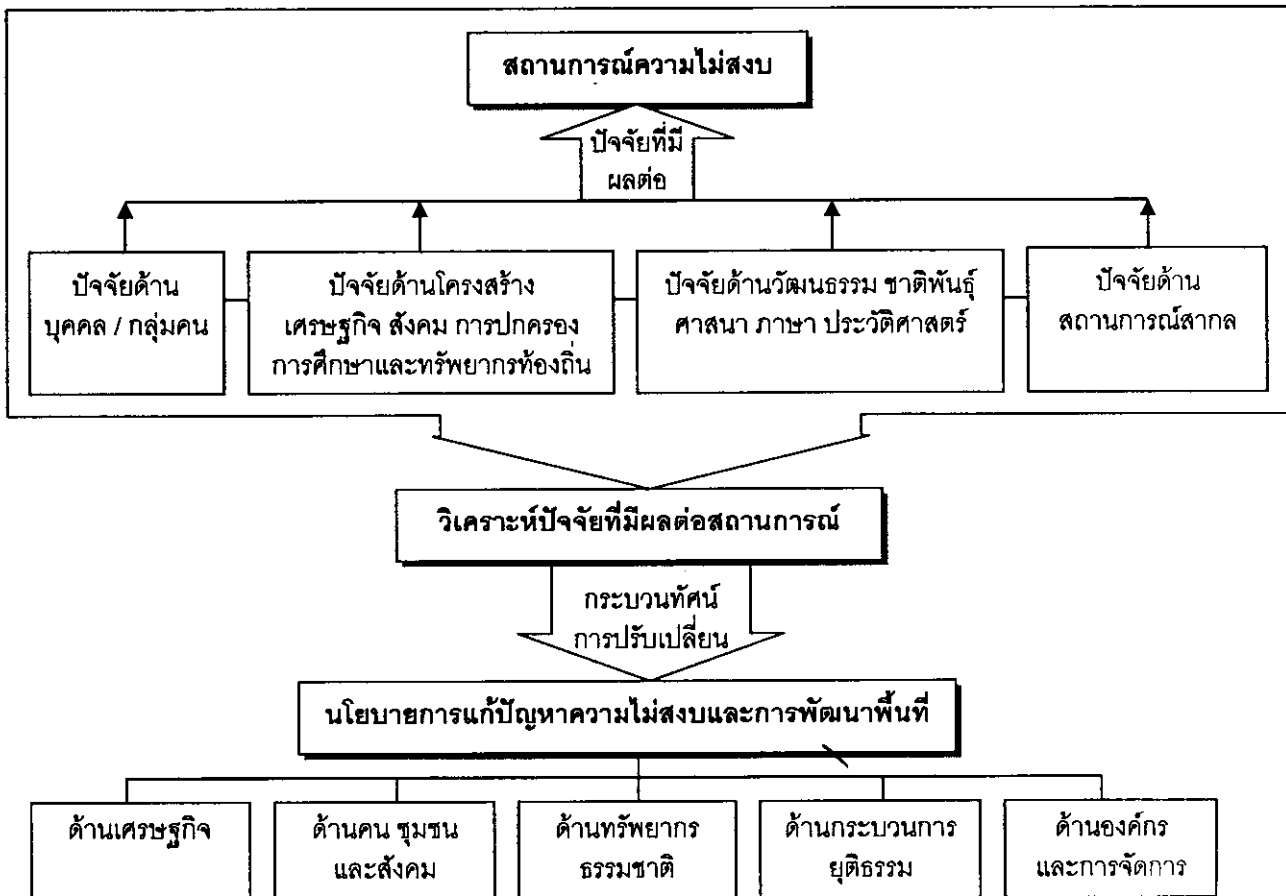 สถานการณ์ความไม่สงบ
ปัจจัยที่มี
ผลต่อ
ปัจจัยด้าน
บุคคล / กลุ่มคน
ปัจจัยด้านโครงสร้าง
เศรษฐกิจ สังคม การปกครอง
การศึกษาและทรัพยากรท้องถิ่น
ปัจจัยด้านวัฒนธรรม ชาติพันธุ์
ศาสนา ภาษา ประวัติศาสตร์
ปัจจัยด้าน
สถานการณ์สากล
วิเคราะห์ปัจจัยที่มีผลต่อสถานการณ์
กระบวนทัศน์
การปรับเปลี่ยน
นโยบายการแก้ปัญหาความไม่สงบและการพัฒนาพื้นที่
ด้านเศรษฐกิจ
ด้านคน ชุมชน
และสังคม
ด้านทรัพยากร
ธรรมชาติ
ด้านกระบวนการ
ยุติธรรม
ด้านองค์กร
และการจัดการ